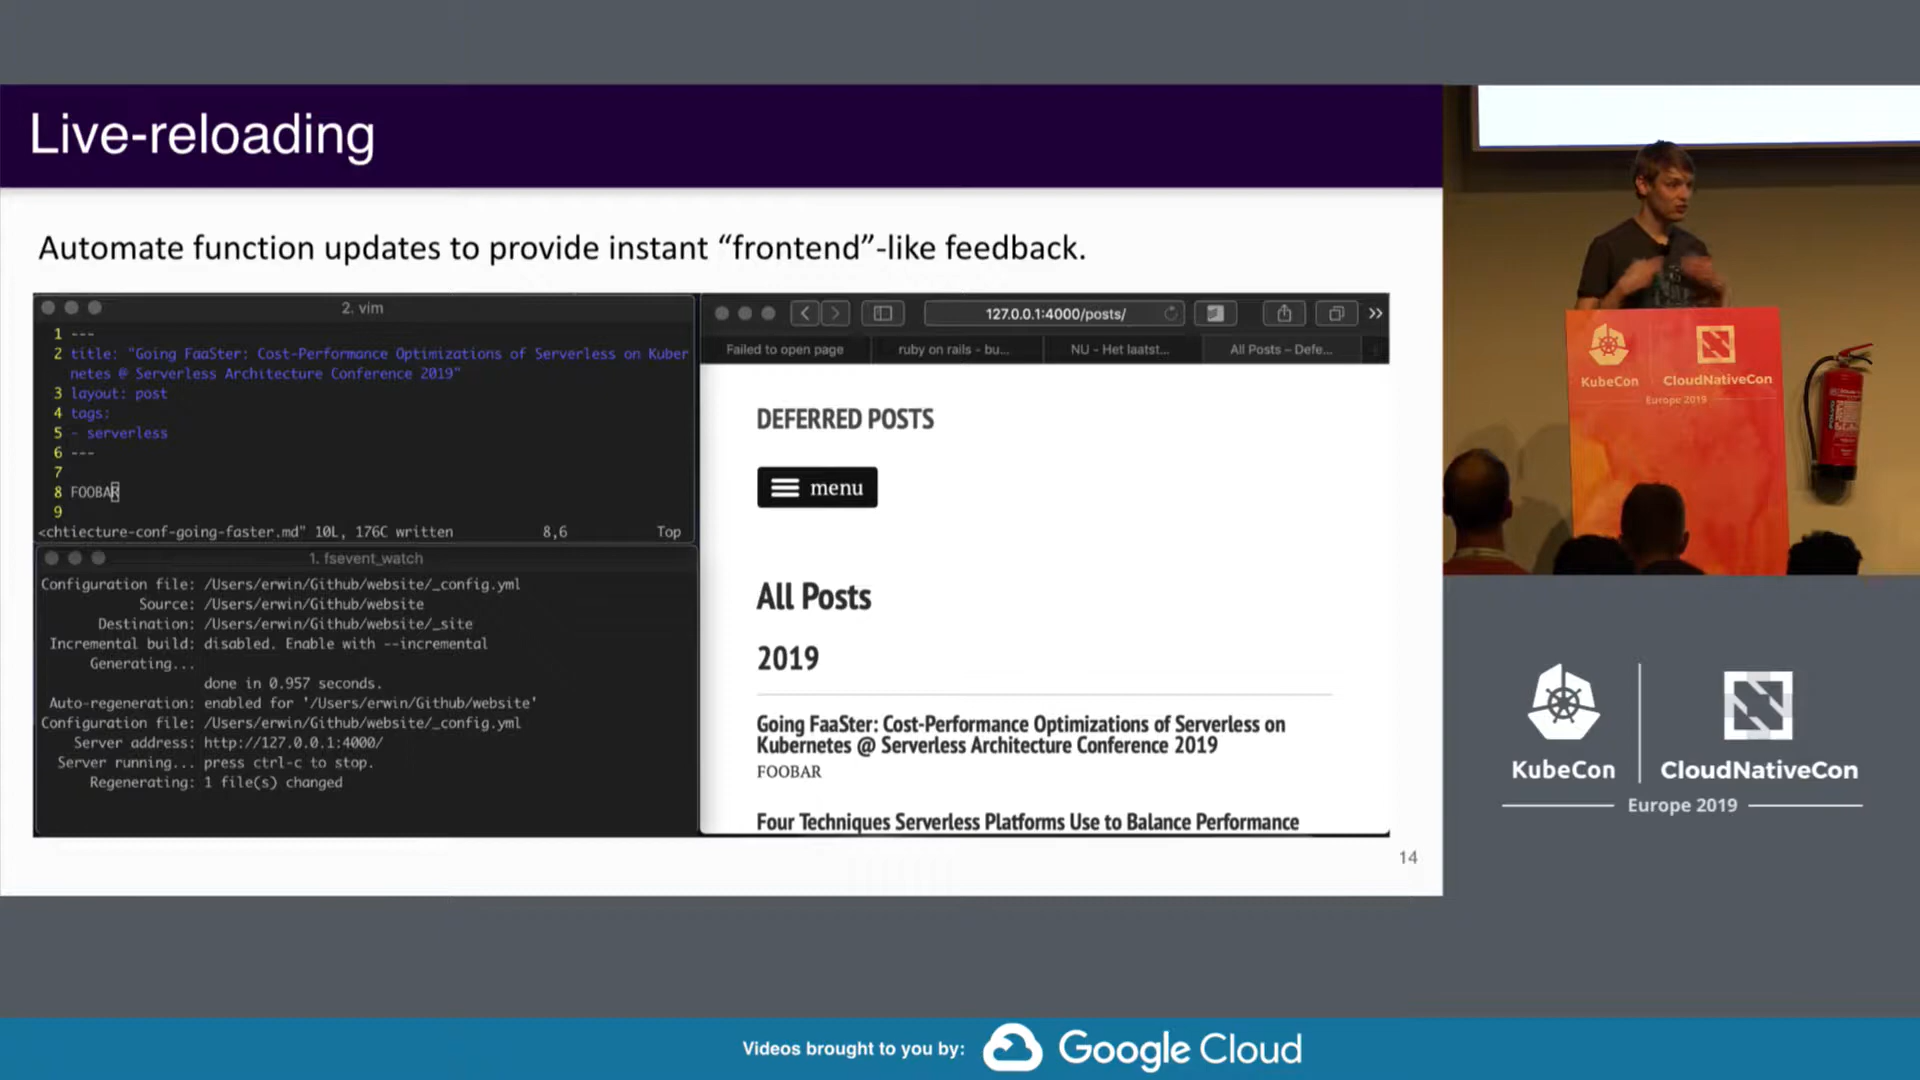 Live-reloading
Automate function updates to provide instant “frontend”-like feedback.
2. vim
1 ---
2 title: "Going FaaSter: Cost-Performance Optimizations of Serverless on Kuber
netes @ Serverless Architecture Conference 2019"
3 layout: post
4 tags:
5 - serverless
6 ---
7
8 FOOBAR
9
<chtiecture-conf-going-faster.md" 10L, 176C written 8,6 Top
1. fsevent_watch
Configuration file: /Users/erwin/Github/website/_config.yml
Source: /Users/erwin/Github/website
Destination: /Users/erwin/Github/website/_site
Incremental build: disabled. Enable with --incremental
Generating...
done in 0.957 seconds.
Auto-regeneration: enabled for '/Users/erwin/Github/website'
Configuration file: /Users/erwin/Github/website/_config.yml
Server address: http://127.0.0.1:4000/
Server running... press ctrl-c to stop.
Regenerating: 1 file(s) changed
127.0.0.1:4000/posts/
Failed to open page
ruby on rails - bu...
NU - Het laatst...
All Posts – Defe...
DEFERRED POSTS
menu
All Posts
2019
Going FaaSter: Cost-Performance Optimizations of Serverless on
Kubernetes @ Serverless Architecture Conference 2019
FOOBAR
Four Techniques Serverless Platforms Use to Balance Performance
14
KubeCon CloudNativeCon
Europe 2019
KubeCon CloudNativeCon
Europe 2019
Videos brought to you by: Google Cloud